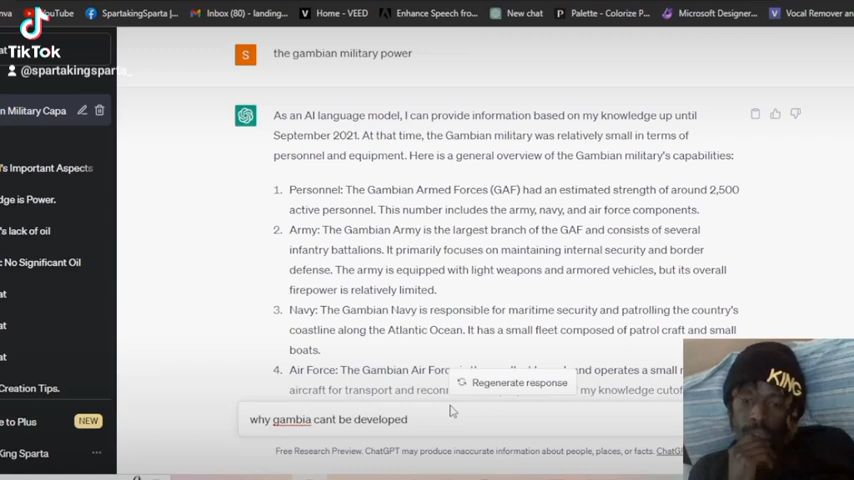 YouTube
SpartakingSparta |...
Inbox (80) - landing...
Home - VEED
Adobe Enhance Speech from...
New chat
Palette - Colorize P...
Microsoft Designer...
Vocal Remover and
TikTok
@spartakingsparta_
S
the gambian military power
n Military Capa
As an AI language model, I can provide information based on my knowledge up until
September 2021. At that time, the Gambian military was relatively small in terms of
personnel and equipment. Here is a general overview of the Gambian military's capabilities:
's Important Aspects
dge is Power.
's lack of oil
: No Significant Oil
at
at
at
Creation Tips.
e to Plus
NEW
King Sparta
1. Personnel: The Gambian Armed Forces (GAF) had an estimated strength of around 2,500
active personnel. This number includes the army, navy, and air force components.
2. Army: The Gambian Army is the largest branch of the GAF and consists of several
infantry battalions. It primarily focuses on maintaining internal security and border
defense. The army is equipped with light weapons and armored vehicles, but its overall
firepower is relatively limited.
3. Navy: The Gambian Navy is responsible for maritime security and patrolling the country's
coastline along the Atlantic Ocean. It has a small fleet composed of patrol craft and small
boats.
4. Air Force: The Gambian Air Force and operates a small
aircraft for transport and my knowledge
Regenerate response
why gambia cant be developed
Free Research Preview. ChatGPT may produce inaccurate information about people, places, or facts.
KING